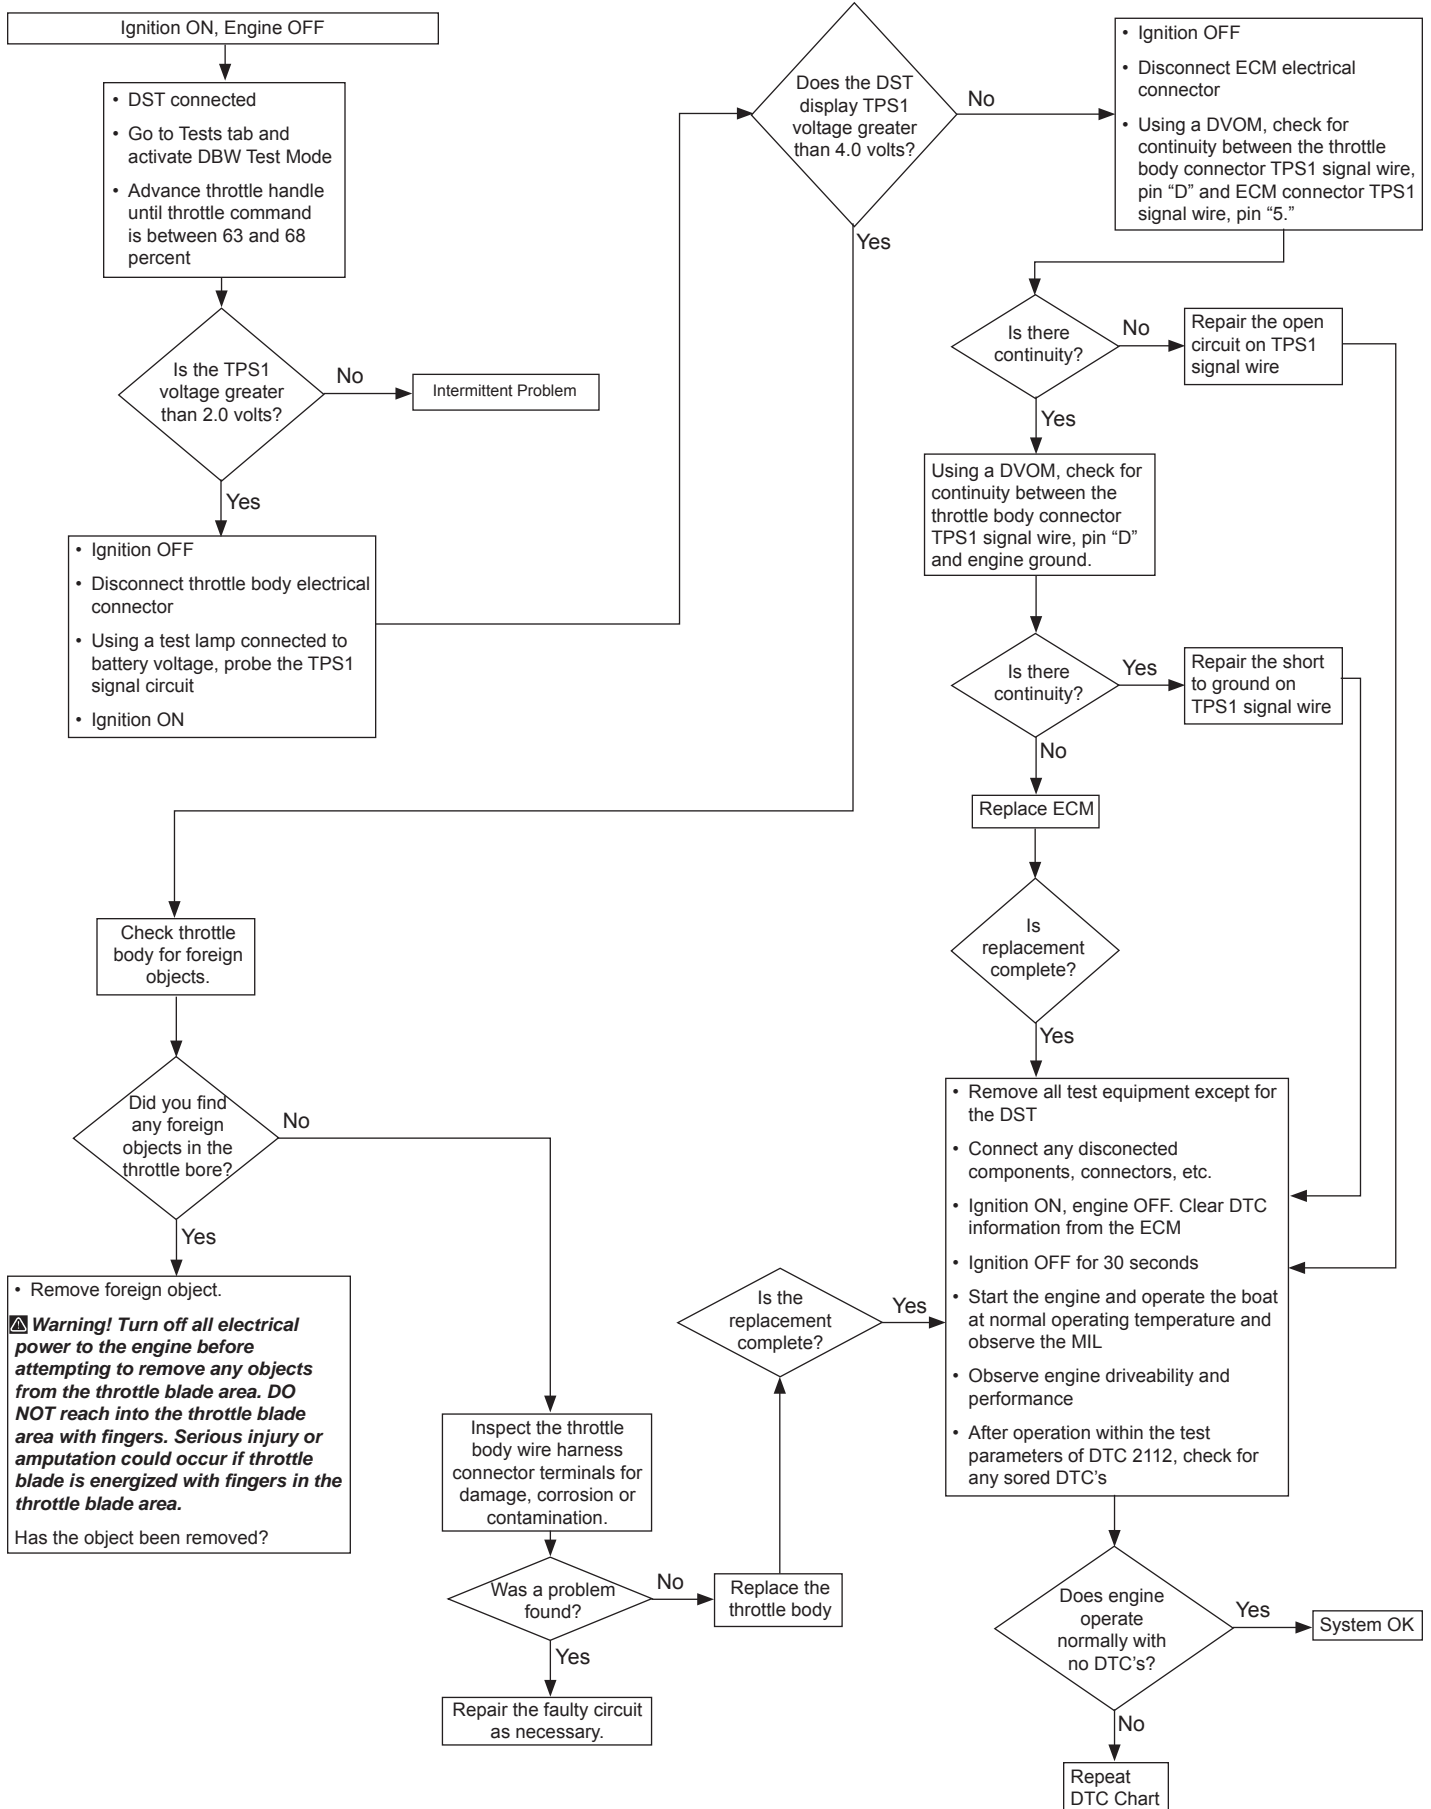 Ignition ON, Engine OFF
• DST connected
• Go to Tests tab and
activate DBW Test Mode
• Advance throttle handle
until throttle command
is between 63 and 68
percent
Is the TPS1
voltage greater
than 2.0 volts?
No
Intermittent Problem
Yes
• Ignition OFF
• Disconnect throttle body electrical
connector
• Using a test lamp connected to
battery voltage, probe the TPS1
signal circuit
• Ignition ON
Does the DST
display TPS1
voltage greater
than 4.0 volts?
No
Yes
• Ignition OFF
• Disconnect ECM electrical
connector
• Using a DVOM, check for
continuity between the throttle
body connector TPS1 signal wire,
pin “D” and ECM connector TPS1
signal wire, pin “5.”
Is there
continuity?
No
Repair the open
circuit on TPS1
signal wire
Yes
Using a DVOM, check for
continuity between the
throttle body connector
TPS1 signal wire, pin “D”
and engine ground.
Is there
continuity?
Yes
Repair the short
to ground on
TPS1 signal wire
No
Replace ECM
Is
replacement
complete?
Yes
Check throttle
body for foreign
objects.
Did you find
any foreign
objects in the
throttle bore?
No
Yes
• Remove foreign object.
Warning! Turn off all electrical
power to the engine before
attempting to remove any objects
from the throttle blade area. DO
NOT reach into the throttle blade
area with fingers. Serious injury or
amputation could occur if throttle
blade is energized with fingers in the
throttle blade area.
Has the object been removed?
Inspect the throttle
body wire harness
connector terminals for
damage, corrosion or
contamination.
Was a problem
found?
No
Replace the
throttle body
Yes
Repair the faulty circuit
as necessary.
Is the
replacement
complete?
Yes
• Remove all test equipment except for
the DST
• Connect any disconected
components, connectors, etc.
• Ignition ON, engine OFF. Clear DTC
information from the ECM
• Ignition OFF for 30 seconds
• Start the engine and operate the boat
at normal operating temperature and
observe the MIL
• Observe engine driveability and
performance
• After operation within the test
parameters of DTC 2112, check for
any sored DTC’s
Does engine
operate
normally with
no DTC’s?
Yes
System OK
No
Repeat
DTC Chart